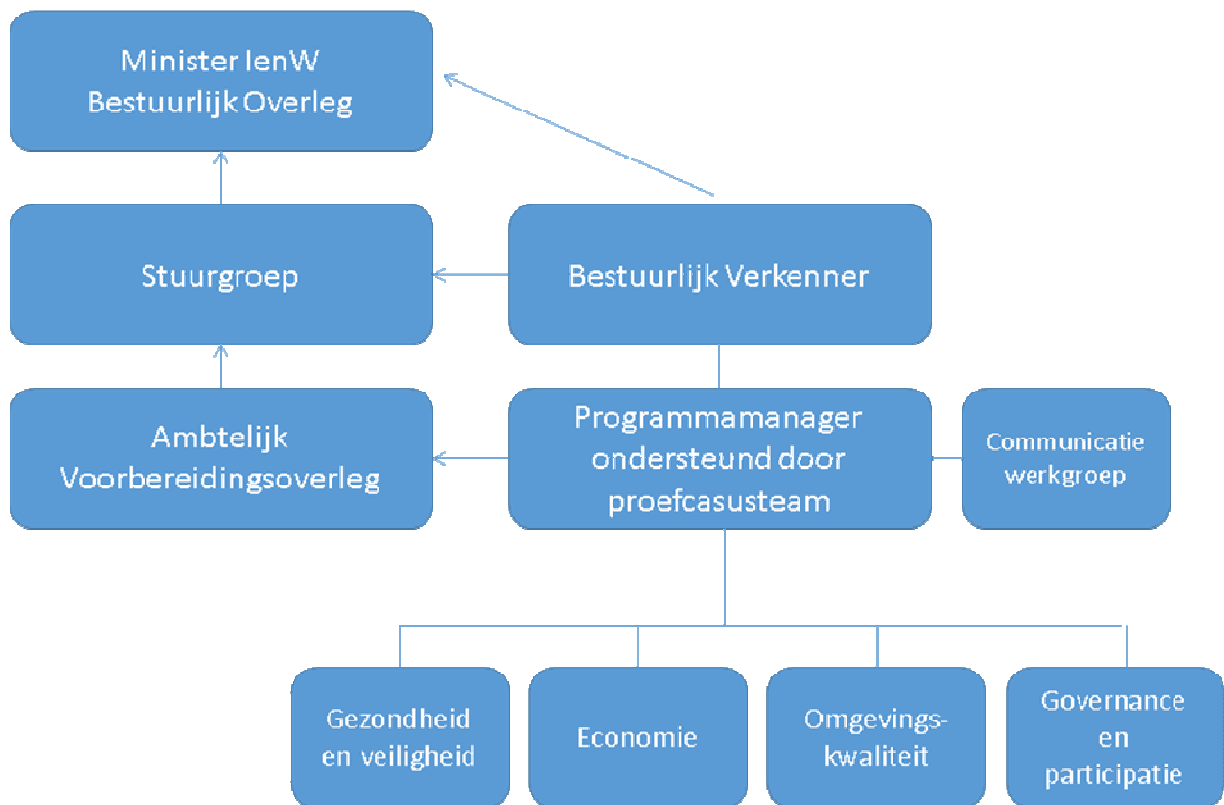 Minister IenW
Bestuurlijk Overleg
Stuurgroep
Bestuurlijk Verkenner
Ambtelijk
Voorbereidingsoverleg
Programmamanager
ondersteund door
proefcasusteam
Communicatie
werkgroep
Gezondheid
en veiligheid
Economie
Omgevings-
kwaliteit
Governance
en
participatie